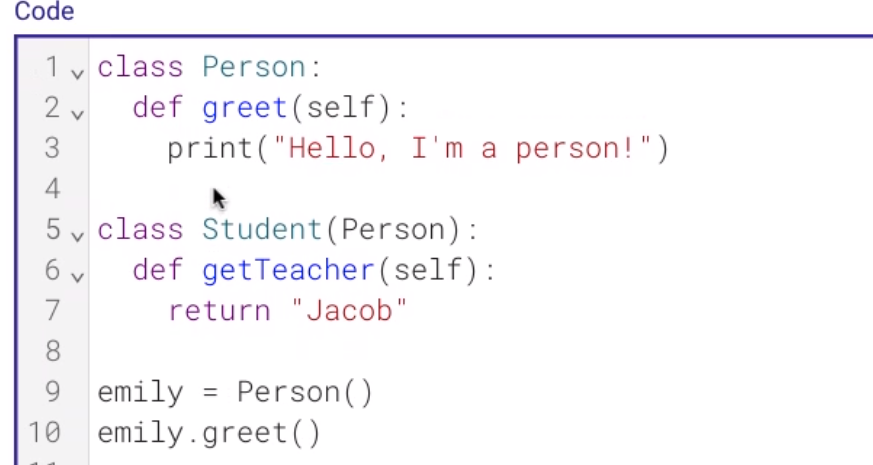 Code
1 class Person:
2   def greet(self):
3     print("Hello, I'm a person!")
4
5 class Student(Person):
6   def getTeacher(self):
7     return "Jacob"
8
9 emily = Person()
10 emily.greet()